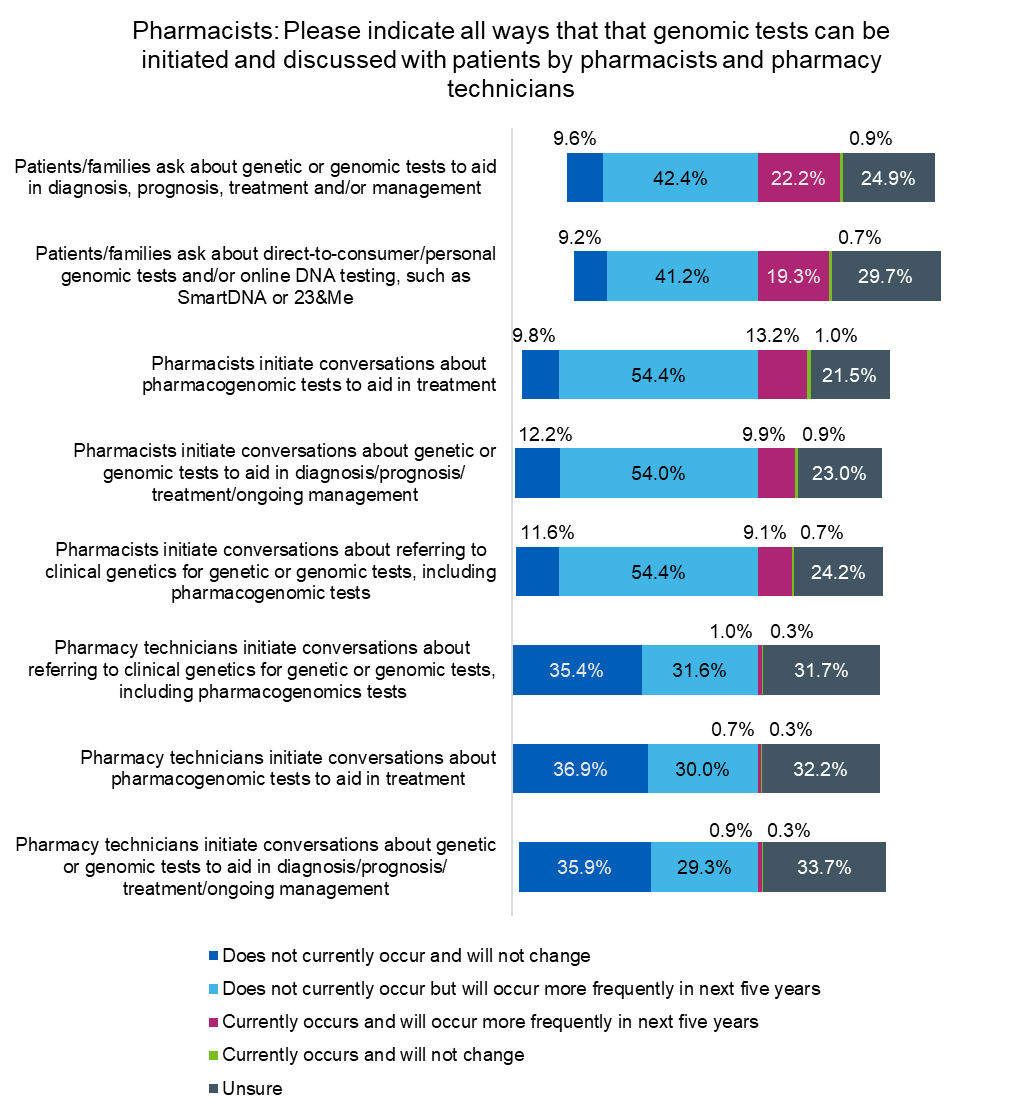 Pharmacists: Please indicate all ways that that genomic tests can be
initiated and discussed with patients by pharmacists and pharmacy
technicians
9.6%
0.9%
Patients/families ask about genetic or genomic tests to aid
in diagnosis, prognosis, treatment and/or management
42.4%
22.2%
24.9%
9.2%
0.7%
Patients/families ask about direct-to-consumer/personal
genomic tests and/or online DNA testing, such as
SmartDNA or 23&Me
41.2%
19.3%
29.7%
9.8%
13.2%
1.0%
Pharmacists initiate conversations about
pharmacogenomic tests to aid in treatment
54.4%
21.5%
12.2%
9.9%
0.9%
Pharmacists initiate conversations about genetic or
genomic tests to aid in diagnosis/prognosis/
treatment/ongoing management
54.0%
23.0%
11.6%
9.1%
0.7%
Pharmacists initiate conversations about referring to
clinical genetics for genetic or genomic tests, including
pharmacogenomic tests
54.4%
24.2%
1.0%
0.3%
Pharmacy technicians initiate conversations about
referring to clinical genetics for genetic or genomic tests,
including pharmacogenomics tests
35.4%
31.6%
31.7%
0.7%
0.3%
Pharmacy technicians initiate conversations about
pharmacogenomic tests to aid in treatment
36.9%
30.0%
32.2%
0.9%
0.3%
Pharmacy technicians initiate conversations about genetic
or genomic tests to aid in diagnosis/prognosis/
treatment/ongoing management
35.9%
29.3%
33.7%
Does not currently occur and will not change
Does not currently occur but will occur more frequently in next five years
Currently occurs and will occur more frequently in next five years
Currently occurs and will not change
Unsure